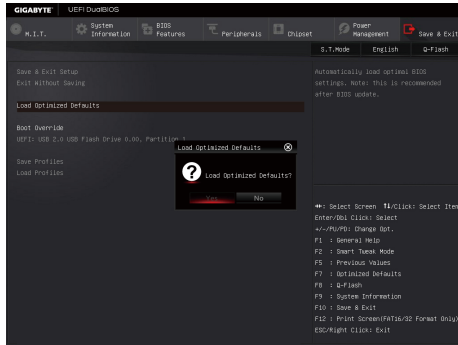 GIGABYTE UEFI DualBIOS
M.I.T. System Information BIOS Features Peripherals Chipset Power Management Save & Exit
S.T.Mode English Q-Flash
Save & Exit Setup
Exit Without Saving
Load Optimized Defaults
Boot Override
UEFI: USB 2.0 USB Flash Drive 0.00, Partition 1
Save Profiles
Load Profiles
Automatically load optimal BIOS
settings. Note: this is recommended
after BIOS update.
Load Optimized Defaults
Load Optimized Defaults?
Yes No
: Select Screen /Click: Select Item
Enter/Dbl Click: Select
+/-/PU/PD: Change Opt.
F1 : General Help
F2 : Smart Tweak Mode
F5 : Previous Values
F7 : Optimized Defaults
F8 : Q-Flash
F9 : System Information
F10 : Save & Exit
F12 : Print Screen(FAT16/32 Format Only)
ESC/Right Click: Exit